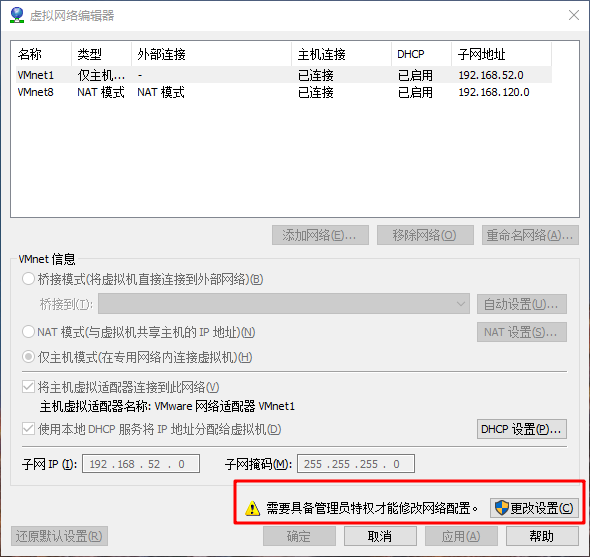 虚拟网络编辑器
名称 类型 外部连接 主机连接 DHCP 子网地址
VMnet1 仅主机... - 已连接 已启用 192.168.52.0
VMnet8 NAT 模式 NAT 模式 已连接 已启用 192.168.120.0
添加网络(E)... 移除网络(O) 重命名网络(A)...
VMnet 信息
桥接模式(将虚拟机直接连接到外部网络)(B)
桥接到(T): 自动设置(U)...
NAT 模式(与虚拟机共享主机的 IP 地址)(N) NAT 设置(S)...
仅主机模式(在专用网络内连接虚拟机)(H)
将主机虚拟适配器连接到此网络(V)
主机虚拟适配器名称: VMware 网络适配器 VMnet1
使用本地 DHCP 服务将 IP 地址分配给虚拟机(D) DHCP 设置(P)...
子网 IP (I): 192 . 168 . 52 . 0 子网掩码(M): 255 . 255 . 255 . 0
需要具备管理员特权才能修改网络配置。 更改设置(C)
还原默认设置(R) 确定 取消 应用(A) 帮助